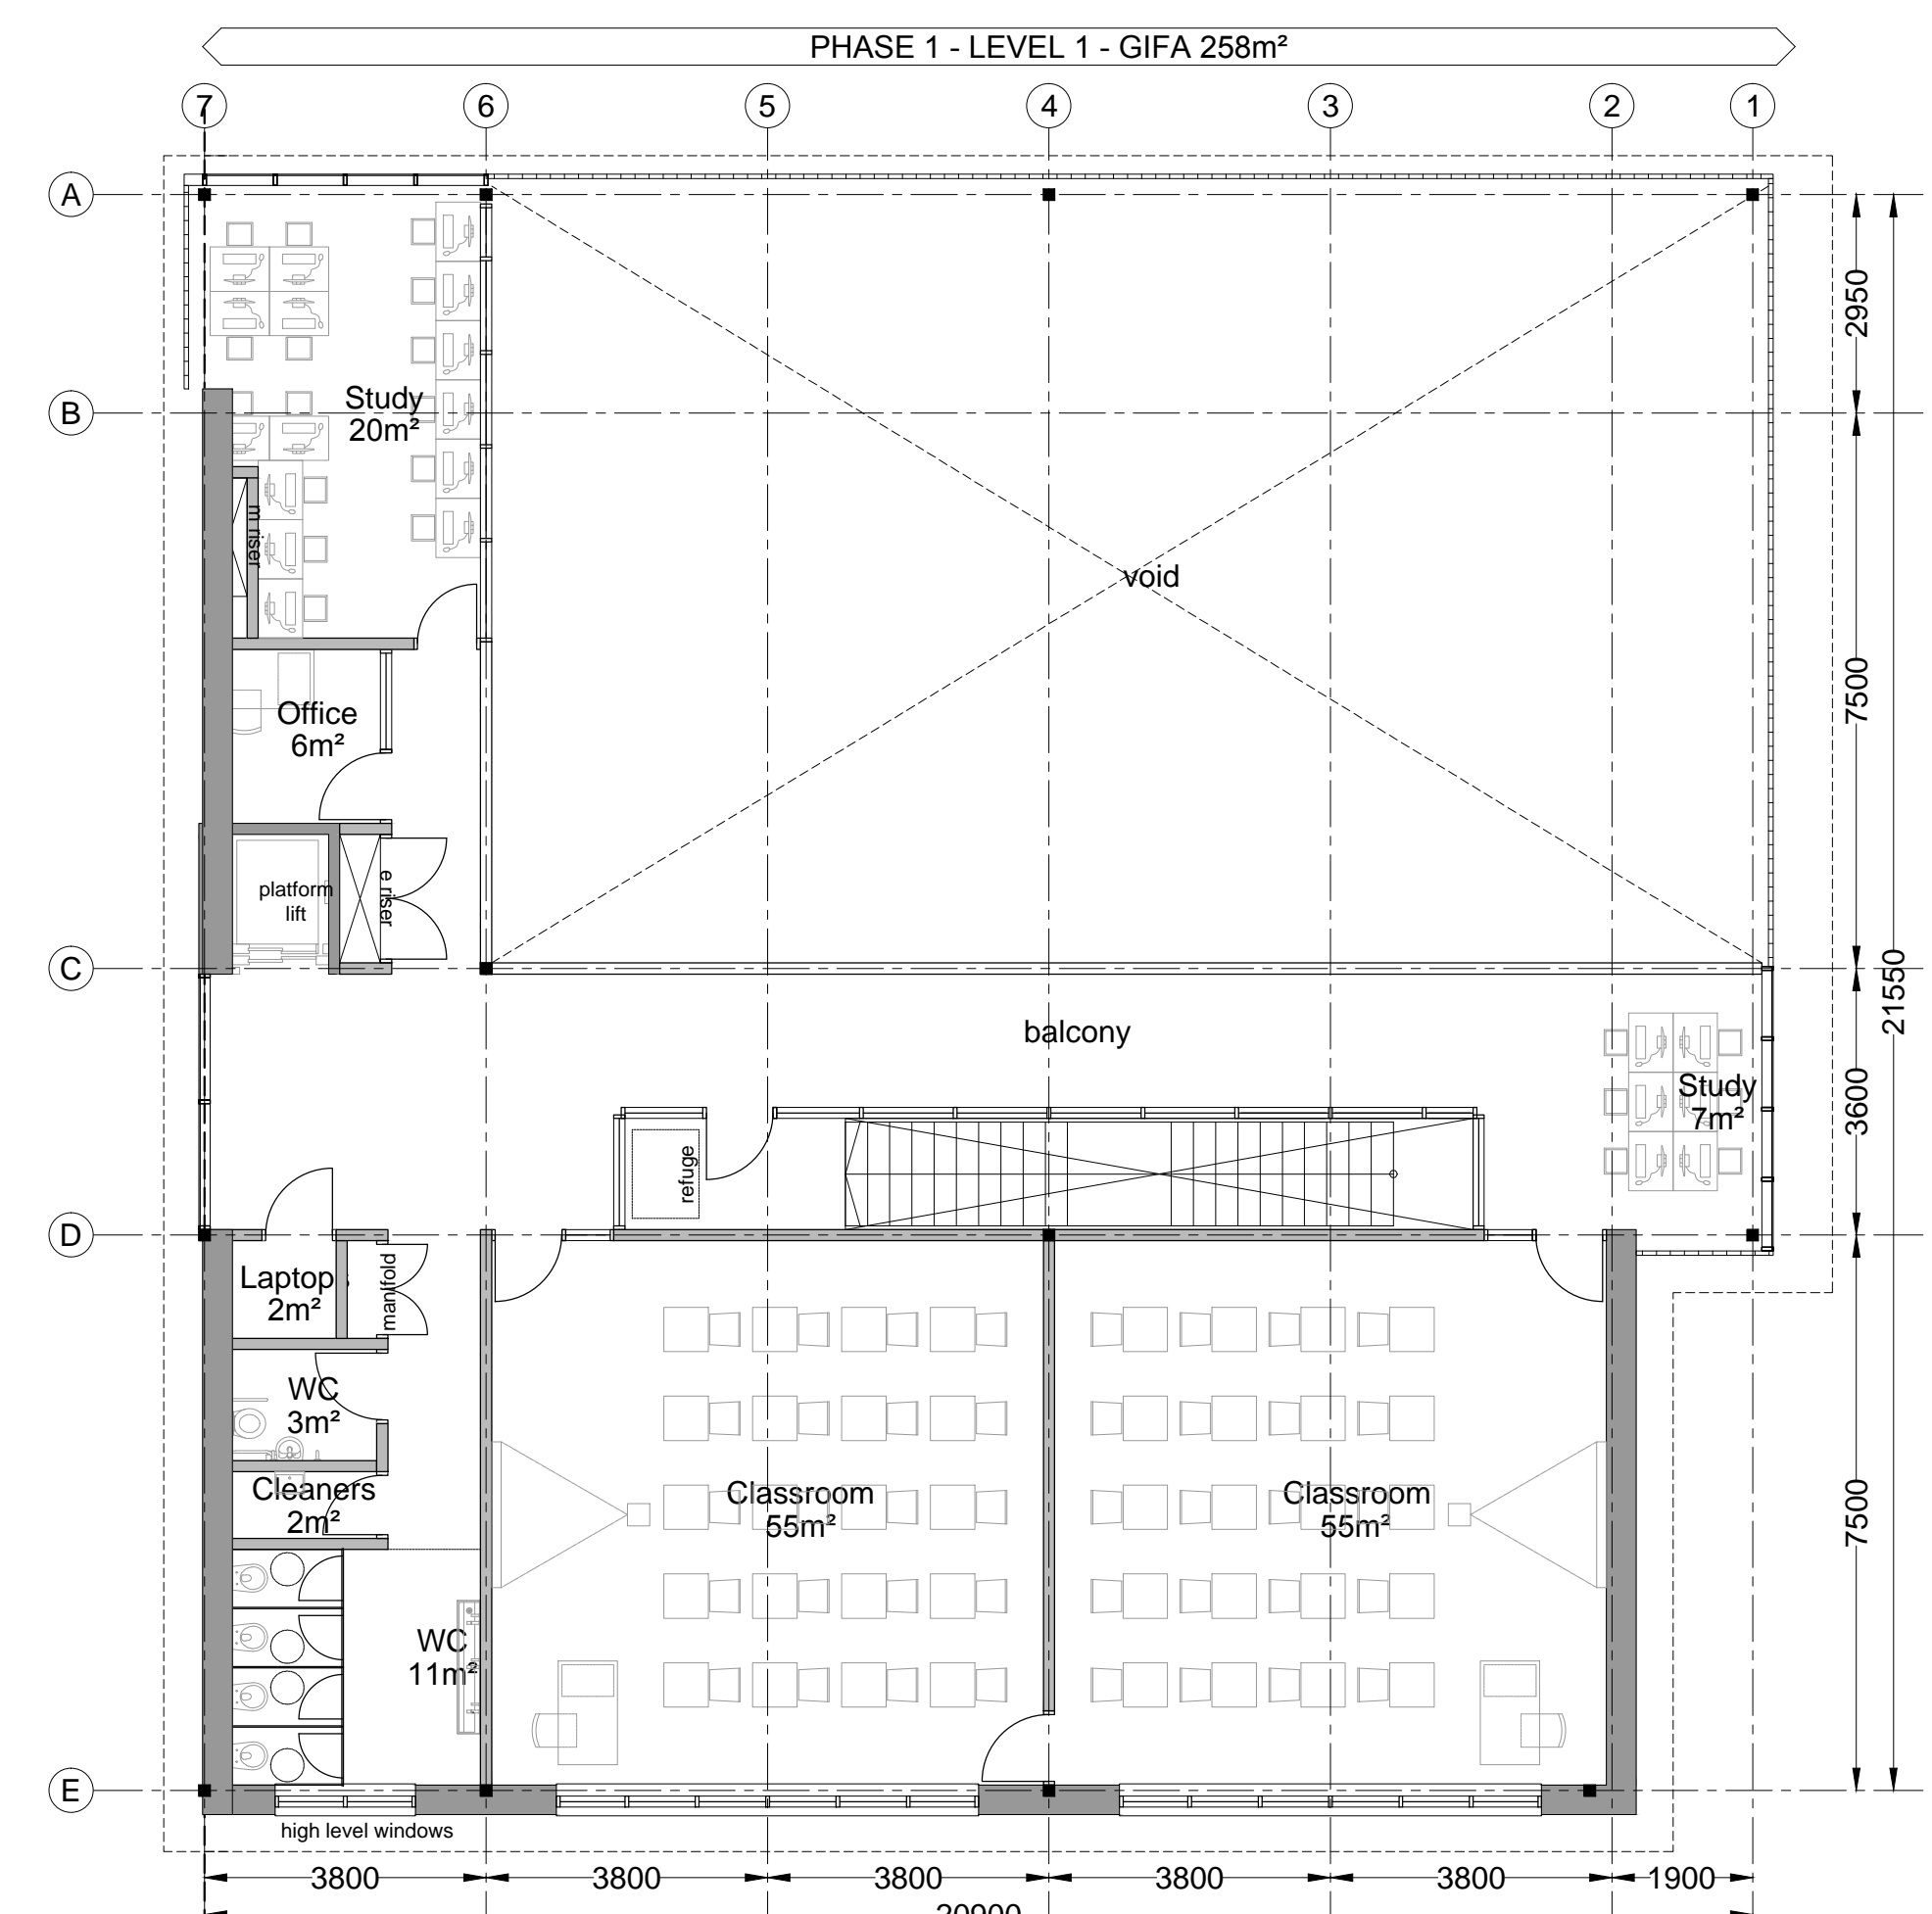 PHASE 1 - LEVEL 1 - GIFA 258m²
7 6 5 4 3 2 1
A
2950
B
Study
20m²
m riser
void
7500
Office
6m²
platform
lift
e riser
C
21550
balcony
3600
Study
7m²
refuge
D
Laptops
2m²
manifold
WC
3m²
Cleaners
2m²
Classroom
55m²
Classroom
55m²
7500
WC
11m²
E
high level windows
3800 3800 3800 3800 3800 1900
20900